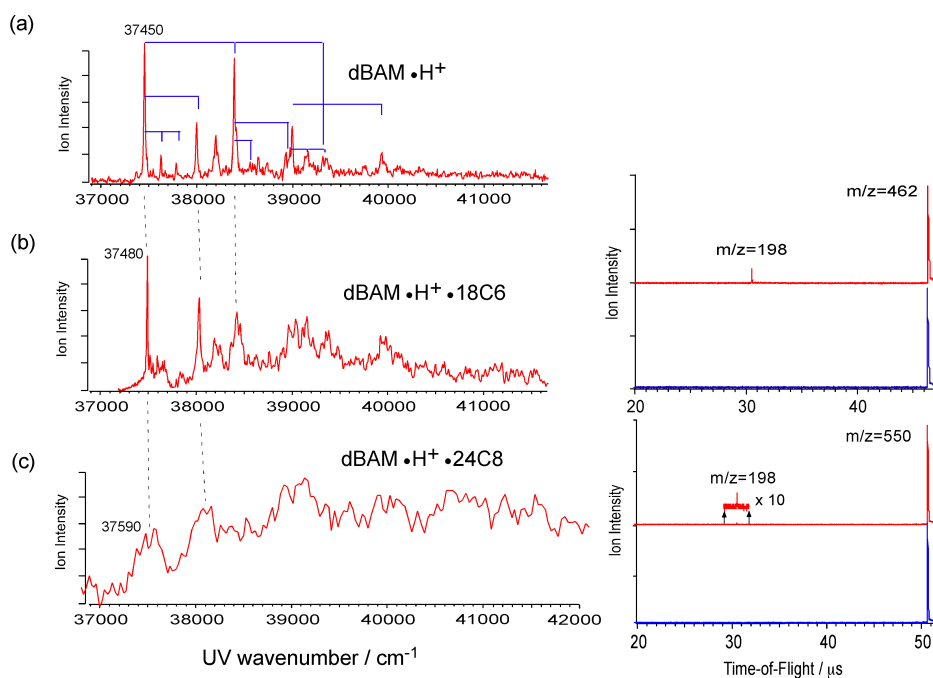 (a)
37450
dBAM •H+
Ion Intensity
37000 38000 39000 40000 41000
(b)
37480
dBAM •H+ •18C6
Ion Intensity
37000 38000 39000 40000 41000
(c)
dBAM •H+ •24C8
37590
Ion Intensity
37000 38000 39000 40000 41000 42000
UV wavenumber / cm-1
m/z=462
m/z=198
Ion Intensity
20 30 40
m/z=550
m/z=198
x 10
Ion Intensity
20 30 40 50
Time-of-Flight / μs